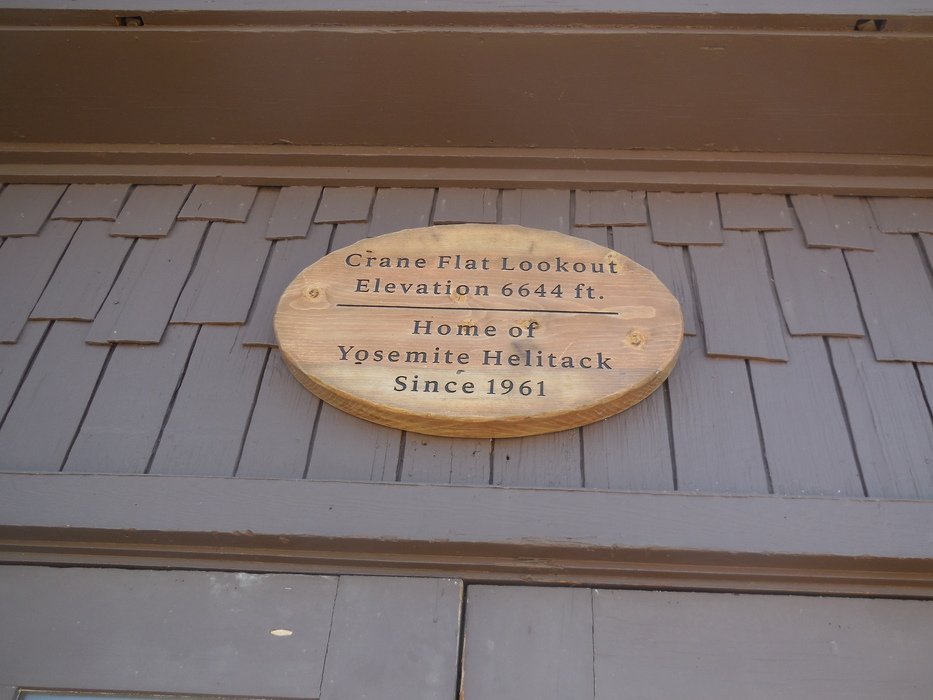 Crane Flat Lookout
Elevation 6644 ft.
Home of
Yosemite Helitack
Since 1961